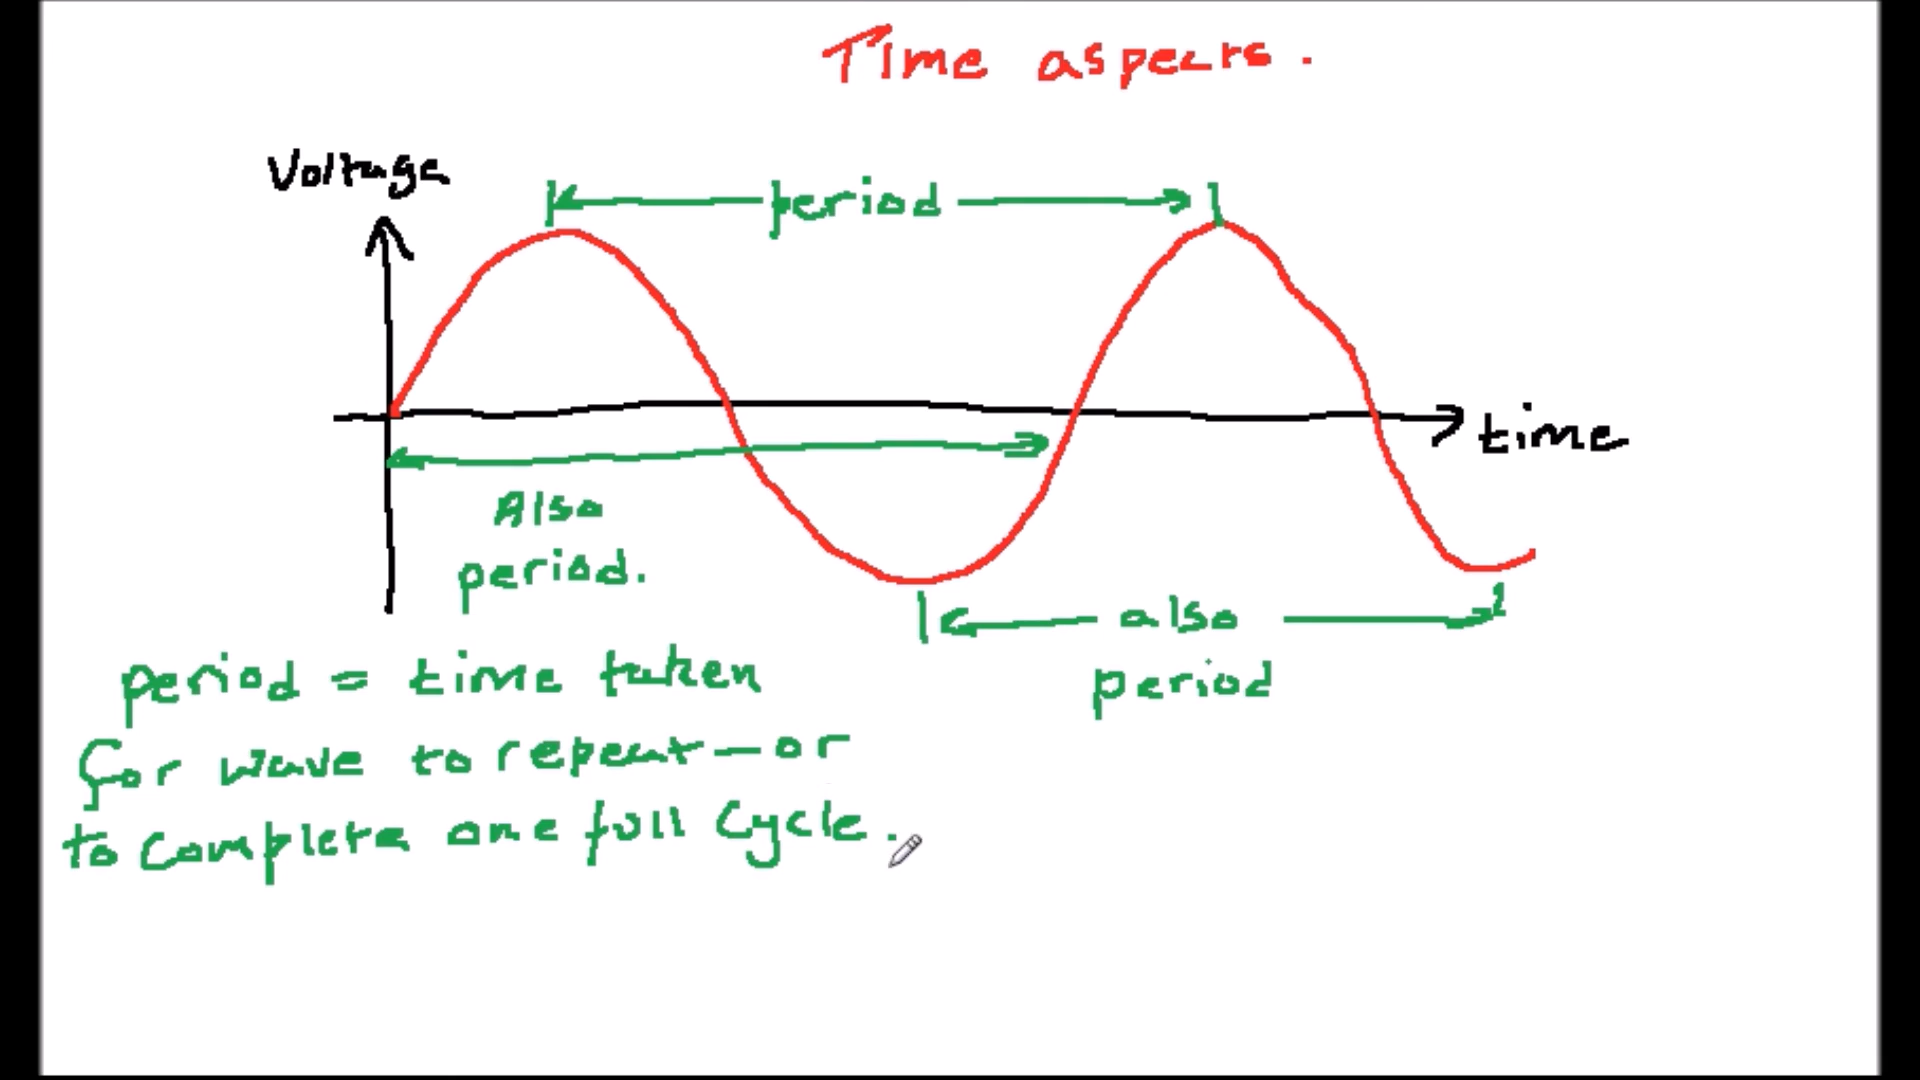 Time aspects.
Voltage
period
time
Also
period.
also
period
period = time taken
for wave to repeat - or
to complete one full cycle.